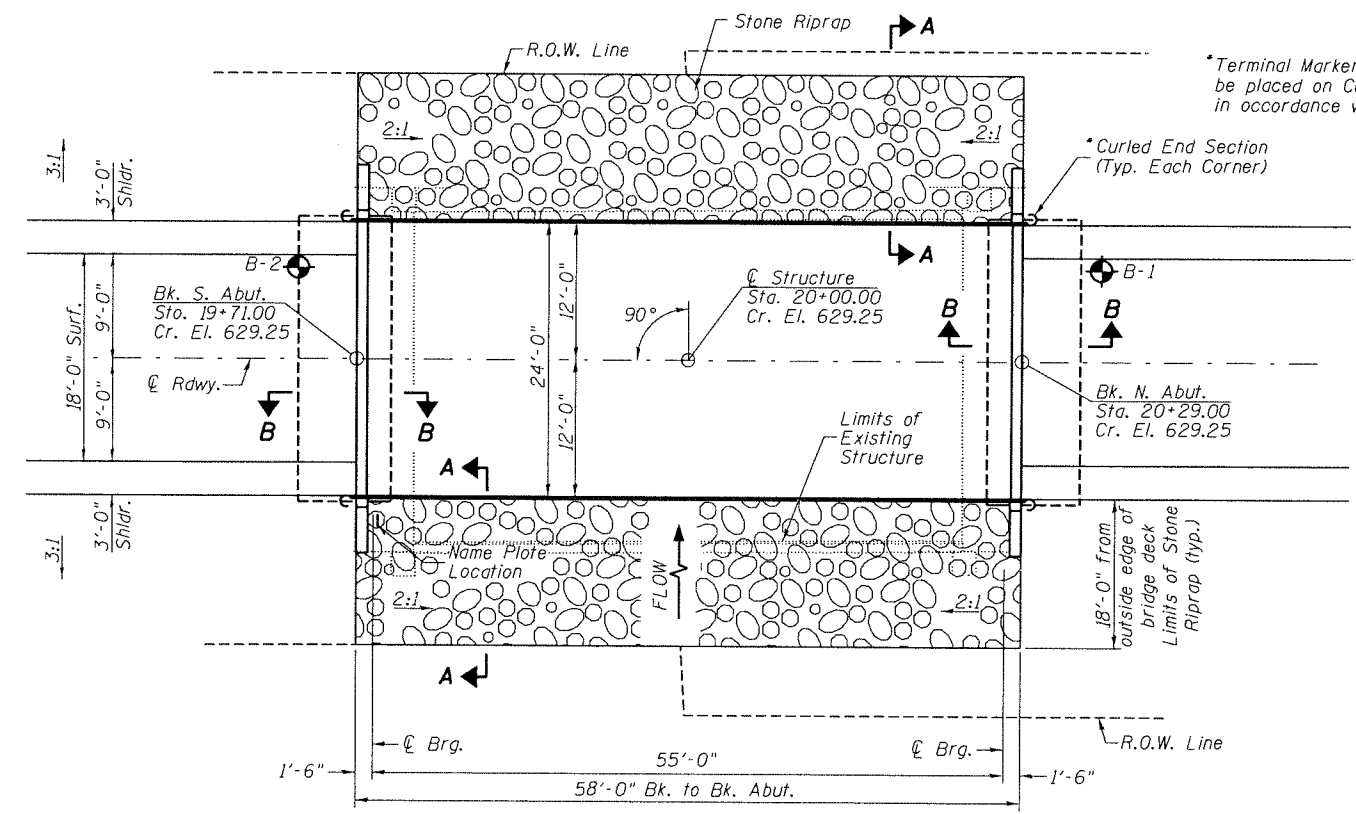 Stone Riprap
A
R.O.W. Line
*Terminal Marker
be placed on
in occordance
2:1
2:1
*Curled End Section
(Typ. Each Corner)
3:1
3'-0"
Shldr.
A
B-2
B-1
18'-0" Surf.
9'-0"
9'-0"
Bk. S. Abut.
Sto. 19+71.00
Cr. El. 629.25
24'-0"
12'-0"
12'-0"
90°
℄ Structure
Sta. 20+00.00
Cr. El. 629.25
B
B
℄ Rdwy.
B
B
Bk. N. Abut.
Sta. 20+29.00
Cr. El. 629.25
Limits of
Existing
Structure
A
3:1
3'-0"
Shldr.
Name Plote
Location
FLOW
2:1
2:1
18'-0" from
outside edge of
bridge deck
Limits of Stone
Riprap (typ.)
A
℄ Brg.
℄ Brg.
R.O.W. Line
1'-6"
55'-0"
1'-6"
58'-0" Bk. to Bk. Abut.